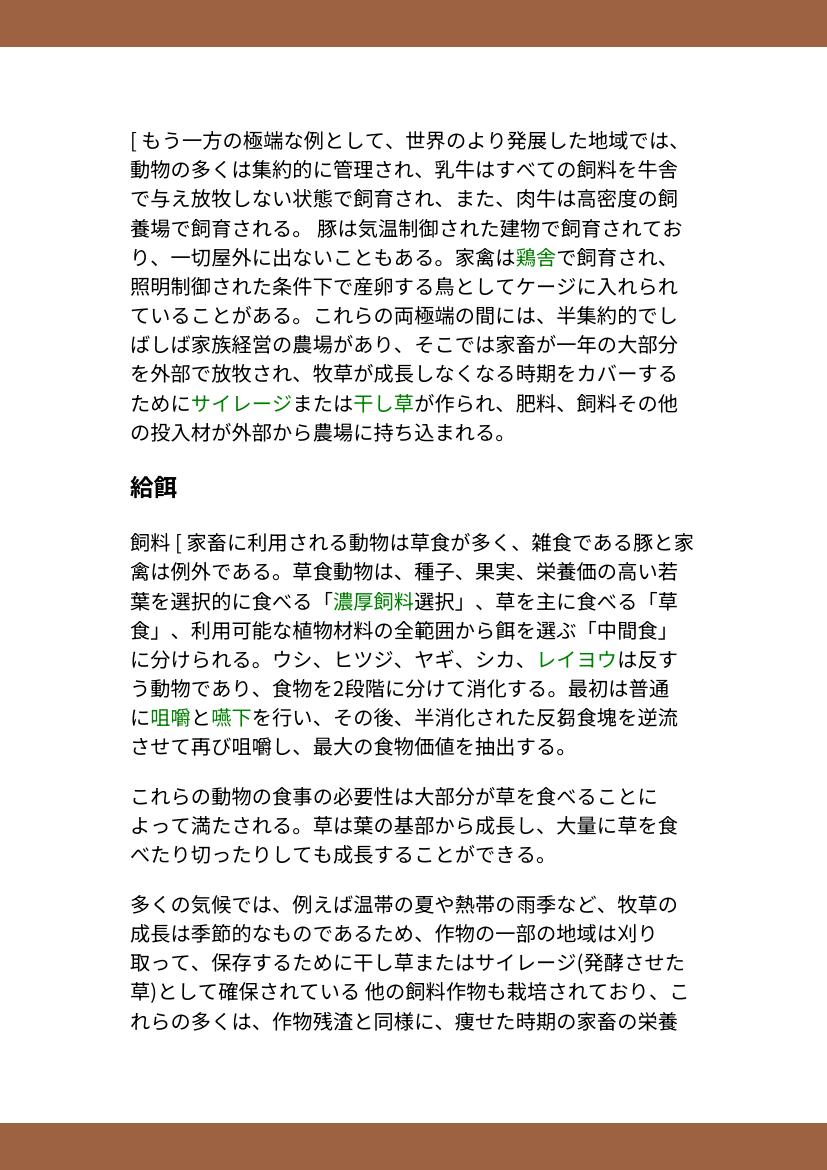 [ もう一方の極端な例として、世界のより発展した地域では、
動物の多くは集約的に管理され、乳牛はすべての飼料を牛舎
で与え放牧しない状態で飼育され、また、肉牛は高密度の飼
養場で飼育される。 豚は気温制御された建物で飼育されてお
り、一切屋外に出ないこともある。家禽は鶏舎で飼育され、
照明制御された条件下で産卵する鳥としてケージに入れられ
ていることがある。これらの両極端の間には、半集約的でし
ばしば家族経営の農場があり、そこでは家畜が一年の大部分
を外部で放牧され、牧草が成長しなくなる時期をカバーする
ためにサイレージまたは干し草が作られ、肥料、飼料その他
の投入材が外部から農場に持ち込まれる。
給餌
飼料 [ 家畜に利用される動物は草食が多く、雑食である豚と家
禽は例外である。草食動物は、種子、果実、栄養価の高い若
葉を選択的に食べる「濃厚飼料選択」、草を主に食べる「草
食」、利用可能な植物材料の全範囲から餌を選ぶ「中間食」
に分けられる。ウシ、ヒツジ、ヤギ、シカ、レイヨウは反す
う動物であり、食物を2段階に分けて消化する。最初は普通
に咀嚼と嚥下を行い、その後、半消化された反芻食塊を逆流
させて再び咀嚼し、最大の食物価値を抽出する。
これらの動物の食事の必要性は大部分が草を食べることに
よって満たされる。草は葉の基部から成長し、大量に草を食
べたり切ったりしても成長することができる。
多くの気候では、例えば温帯の夏や熱帯の雨季など、牧草の
成長は季節的なものであるため、作物の一部の地域は刈り
取って、保存するために干し草またはサイレージ(発酵させた
草)として確保されている 他の飼料作物も栽培されており、こ
れらの多くは、作物残渣と同様に、痩せた時期の家畜の栄養